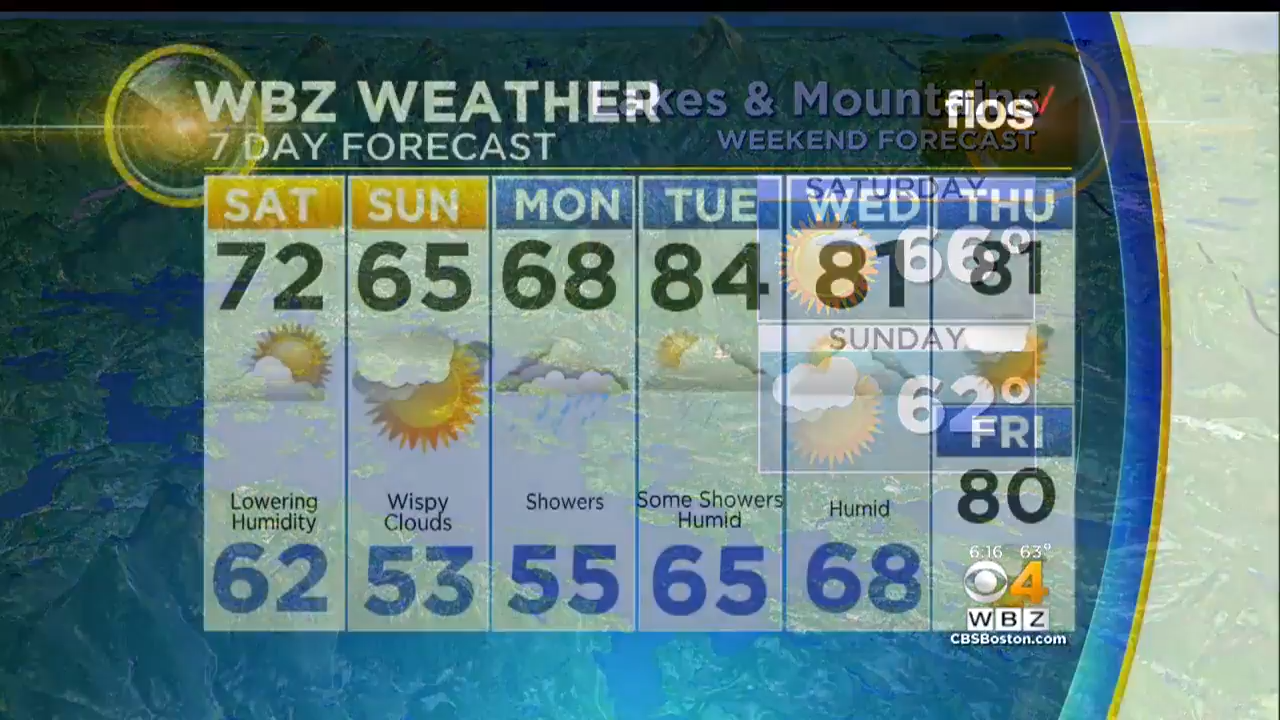 WBZ WEATHER
7 DAY FORECAST
Lakes & Mountains
WEEKEND FORECAST
fios
SAT
72
Lowering
Humidity
62
SUN
65
Wispy
Clouds
53
MON
68
Showers
55
TUE
84
Some Showers
Humid
65
WED
81
Humid
68
THU
81
FRI
80
SATURDAY
66°
SUNDAY
62°
6:16 63°
4
WBZ
CBSBoston.com